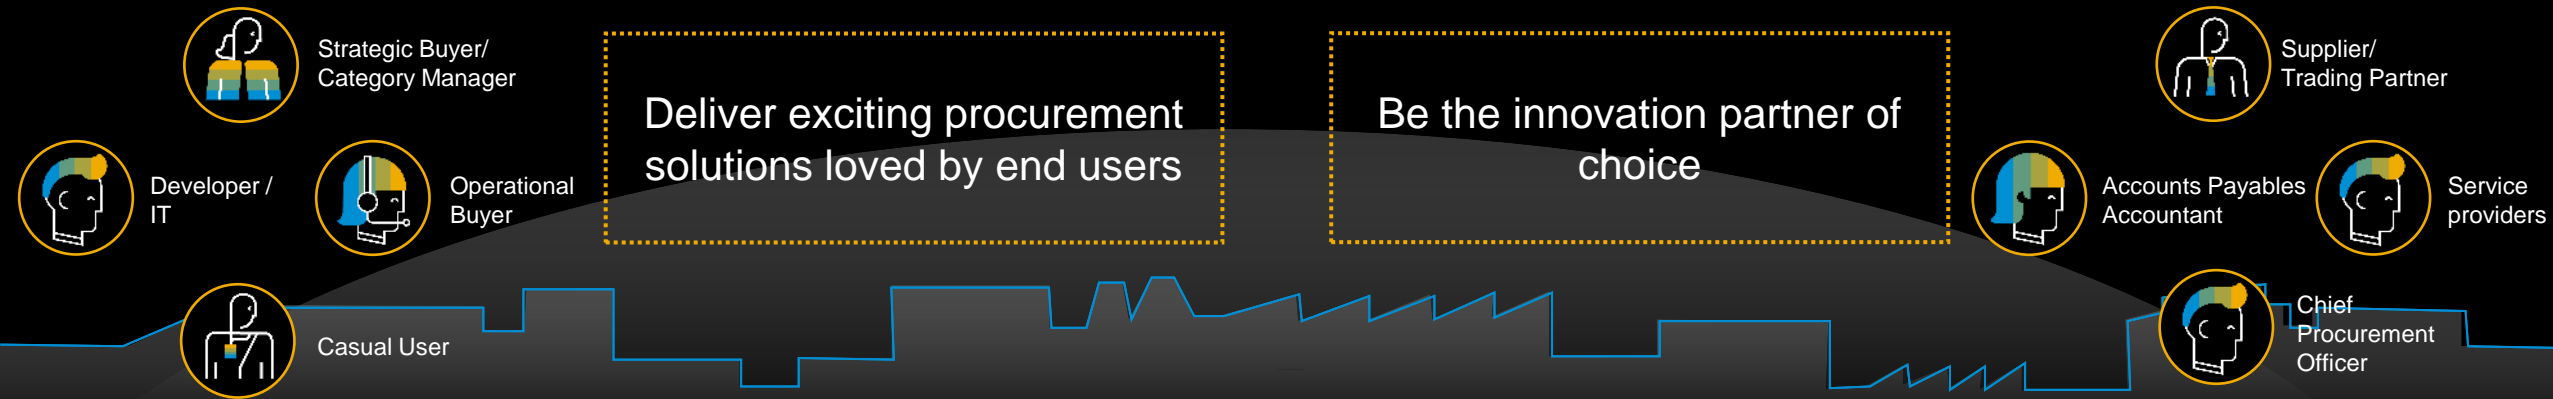 Strategic Buyer/
Category Manager
Developer /
IT
Operational
Buyer
Casual User
Deliver exciting procurement
solutions loved by end users
Be the innovation partner of
choice
Supplier/
Trading Partner
Accounts Payables
Accountant
Service
providers
Chief
Procurement
Officer